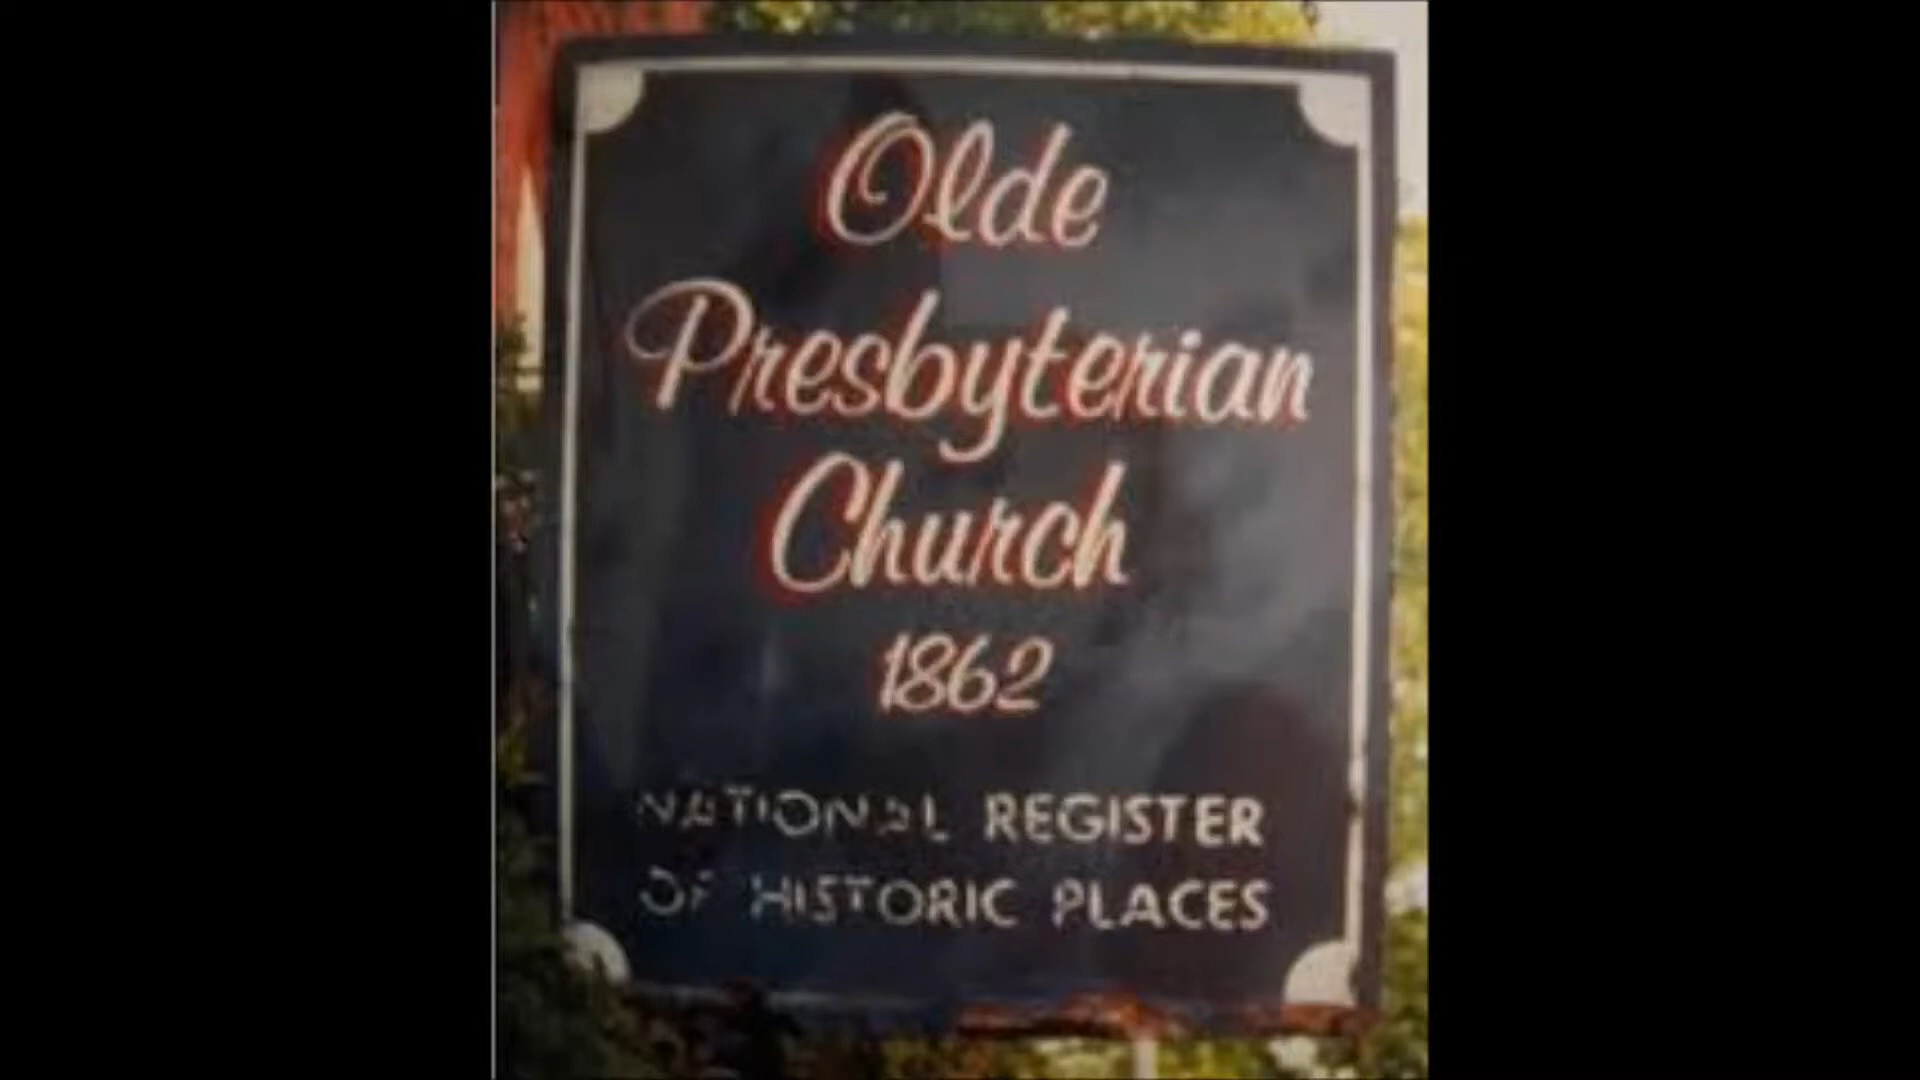 Olde
Presbyterian
Church
1862
NATIONAL REGISTER
OF HISTORIC PLACES